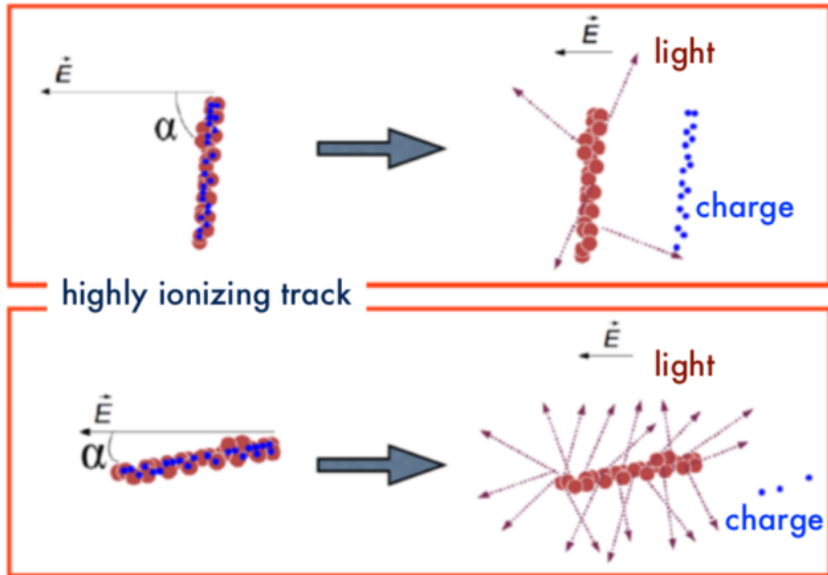 E⃗
α
E⃗
light
charge
highly ionizing track
E⃗
α
E⃗
light
charge